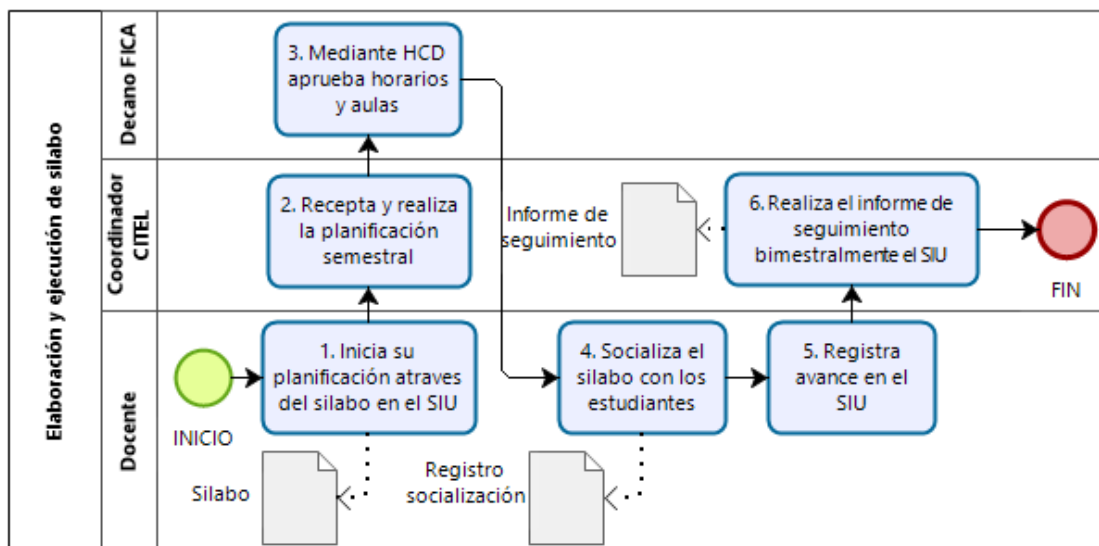 Elaboración y ejecución de silabo
Decano FICA
3. Mediante HCD
aprueba horarios
y aulas
Coordinador
CITEL
2. Recepta y realiza
la planificación
semestral
Informe de
seguimiento
6. Realiza el informe de
seguimiento
bimestralmente el SIU
FIN
Docente
INICIO
1. Inicia su
planificación atraves
del silabo en el SIU
4. Socializa el
silabo con los
estudiantes
5. Registra
avance en el
SIU
Silabo
Registro
socialización